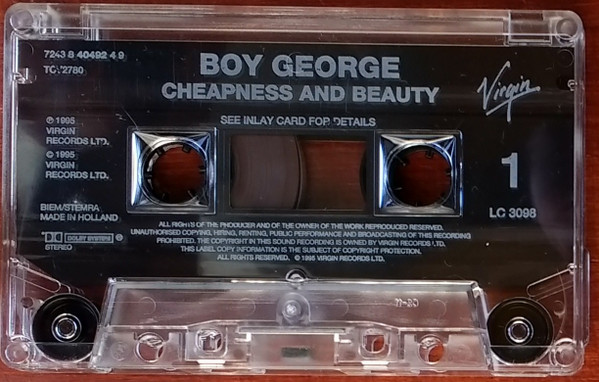 7243 8 40492 4 9
TCV2780
BOY GEORGE
CHEAPNESS AND BEAUTY
Virgin
SEE INLAY CARD FOR DETAILS
℗ 1995
VIRGIN
RECORDS LTD.
© 1995
VIRGIN
RECORDS LTD.
1
BIEM/STEMRA
MADE IN HOLLAND
LC 3098
DOLBY SYSTEM ®
STEREO
ALL RIGHTS OF THE PRODUCER AND OF THE OWNER OF THE WORK REPRODUCED RESERVED.
UNAUTHORISED COPYING, HIRING, RENTING, PUBLIC PERFORMANCE AND BROADCASTING OF THIS RECORDING
PROHIBITED. THE COPYRIGHT IN THIS SOUND RECORDING IS OWNED BY VIRGIN RECORDS LTD.
THIS LABEL COPY INFORMATION IS THE SUBJECT OF COPYRIGHT PROTECTION.
ALL RIGHTS RESERVED. © 1995 VIRGIN RECORDS LTD.